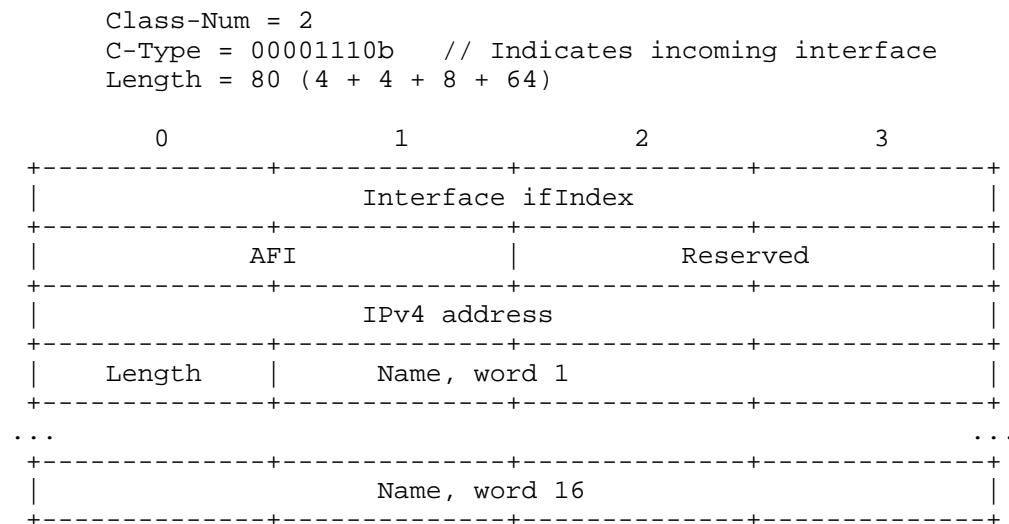 Class-Num = 2
C-Type = 00001110b   // Indicates incoming interface
Length = 80 (4 + 4 + 8 + 64)
0              1              2              3
+--------------+--------------+--------------+--------------+
|                    Interface ifIndex                      |
+--------------+--------------+--------------+--------------+
|             AFI             |          Reserved           |
+--------------+--------------+--------------+--------------+
|                    IPv4 address                           |
+--------------+--------------+--------------+--------------+
|    Length    |      Name, word 1                          |
+--------------+--------------+--------------+--------------+
...                                                         ...
+--------------+--------------+--------------+--------------+
|                     Name, word 16                         |
+--------------+--------------+--------------+--------------+